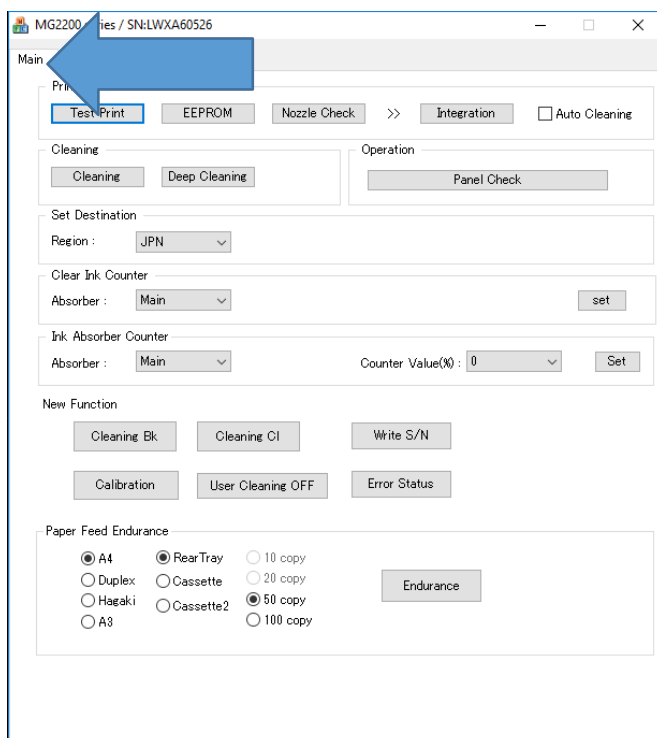 MG2200 series / SN:LWXA60526
Main
Test Print EEPROM Nozzle Check >> Integration Auto Cleaning
Cleaning Operation
Cleaning Deep Cleaning Panel Check
Set Destination
Region : JPN
Clear Ink Counter
Absorber : Main set
Ink Absorber Counter
Absorber : Main Counter Value(%) : 0 Set
New Function
Cleaning Bk Cleaning Cl Write S/N
Calibration User Cleaning OFF Error Status
Paper Feed Endurance
A4 RearTray 10 copy
Duplex Cassette 20 copy Endurance
Hagaki Cassette2 50 copy
A3 100 copy